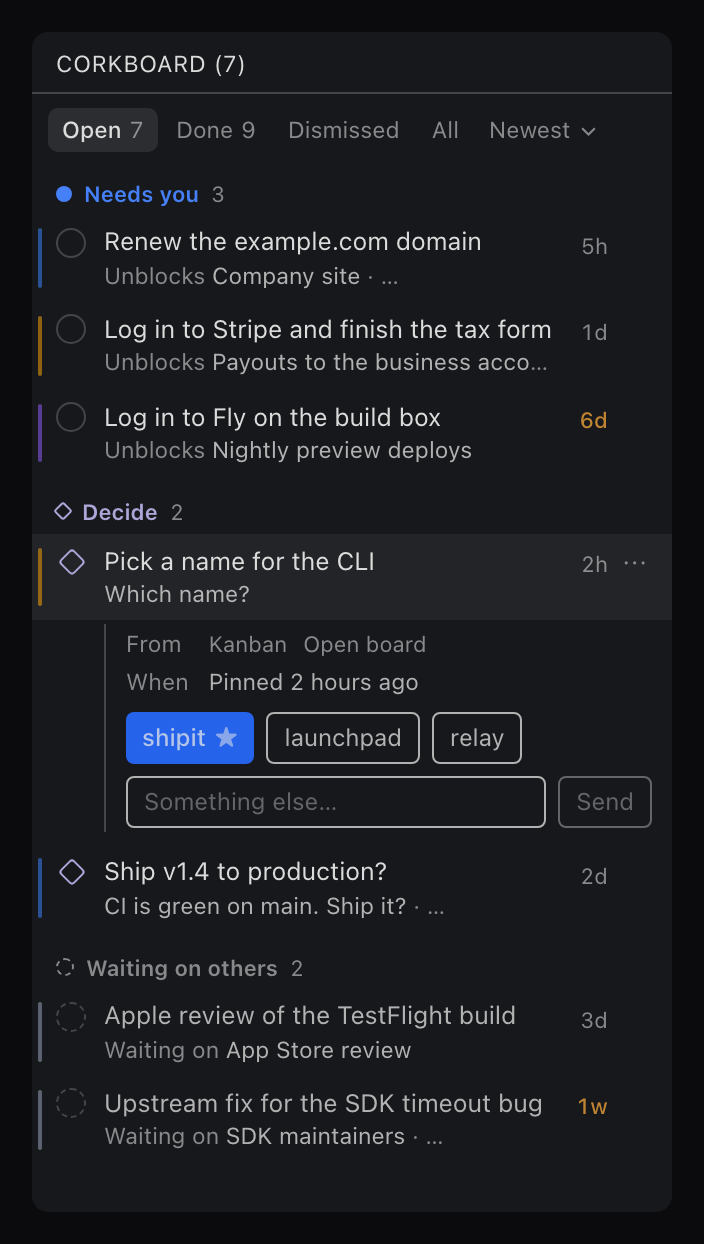 CORKBOARD (7)
Open 7 Done 9 Dismissed All Newest
Needs you 3
Renew the example.com domain 5h
Unblocks Company site · …
Log in to Stripe and finish the tax form 1d
Unblocks Payouts to the business acco…
Log in to Fly on the build box 6d
Unblocks Nightly preview deploys
Decide 2
Pick a name for the CLI 2h ···
Which name?
From Kanban Open board
When Pinned 2 hours ago
shipit ★ launchpad relay
Something else… Send
Ship v1.4 to production? 2d
CI is green on main. Ship it? · …
Waiting on others 2
Apple review of the TestFlight build 3d
Waiting on App Store review
Upstream fix for the SDK timeout bug 1w
Waiting on SDK maintainers · …